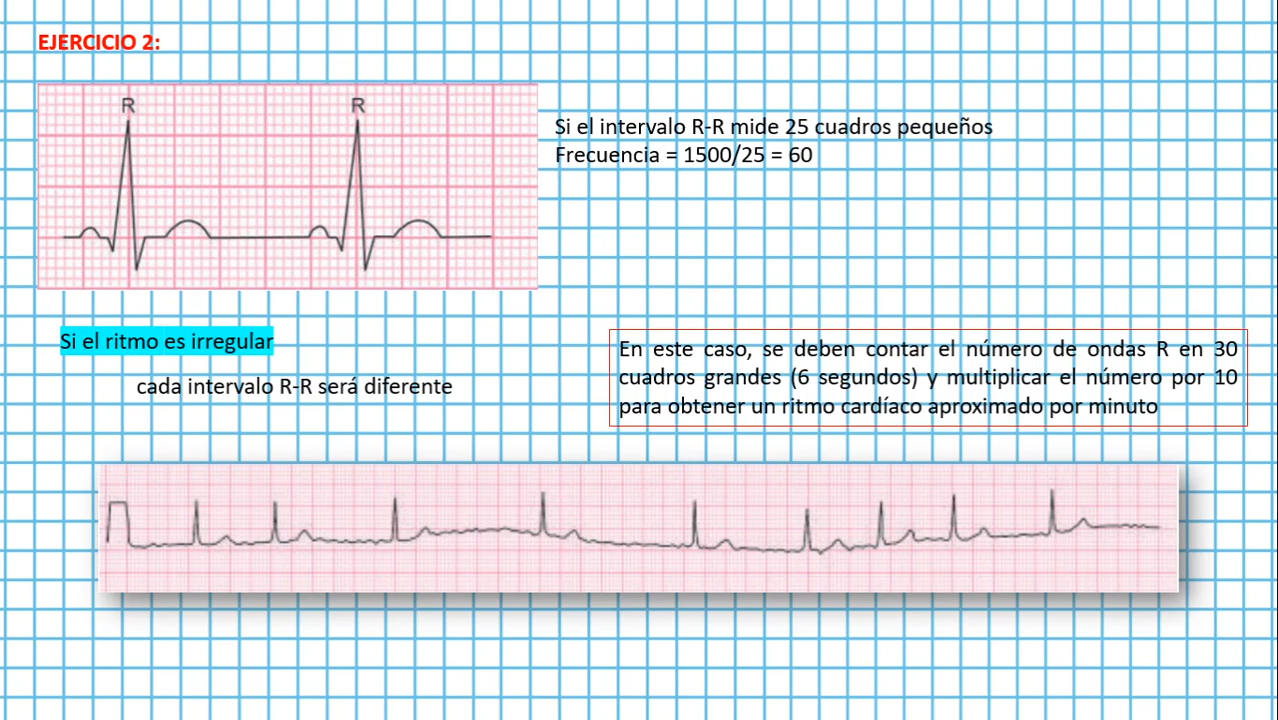 EJERCICIO 2:
R R
Si el intervalo R-R mide 25 cuadros pequeños
Frecuencia = 1500/25 = 60
Si el ritmo es irregular
cada intervalo R-R será diferente
En este caso, se deben contar el número de ondas R en 30
cuadros grandes (6 segundos) y multiplicar el número por 10
para obtener un ritmo cardíaco aproximado por minuto